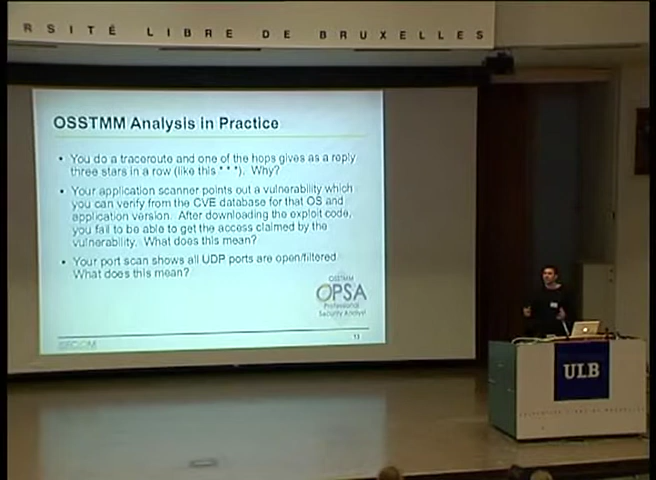 RSITÉ LIBRE DE BRUXELLES
OSSTMM Analysis in Practice
• You do a traceroute and one of the hops gives as a reply
three stars in a row (like this * * *). Why?
• Your application scanner points out a vulnerability which
you can verify from the CVE database for that OS and
application version. After downloading the exploit code,
you fail to be able to get the access claimed by the
vulnerability. What does this mean?
• Your port scan shows all UDP ports are open/filtered
What does this mean?
OSSTMM
OPSA
Professional
Security Analyst
ISECOM
13
ULB